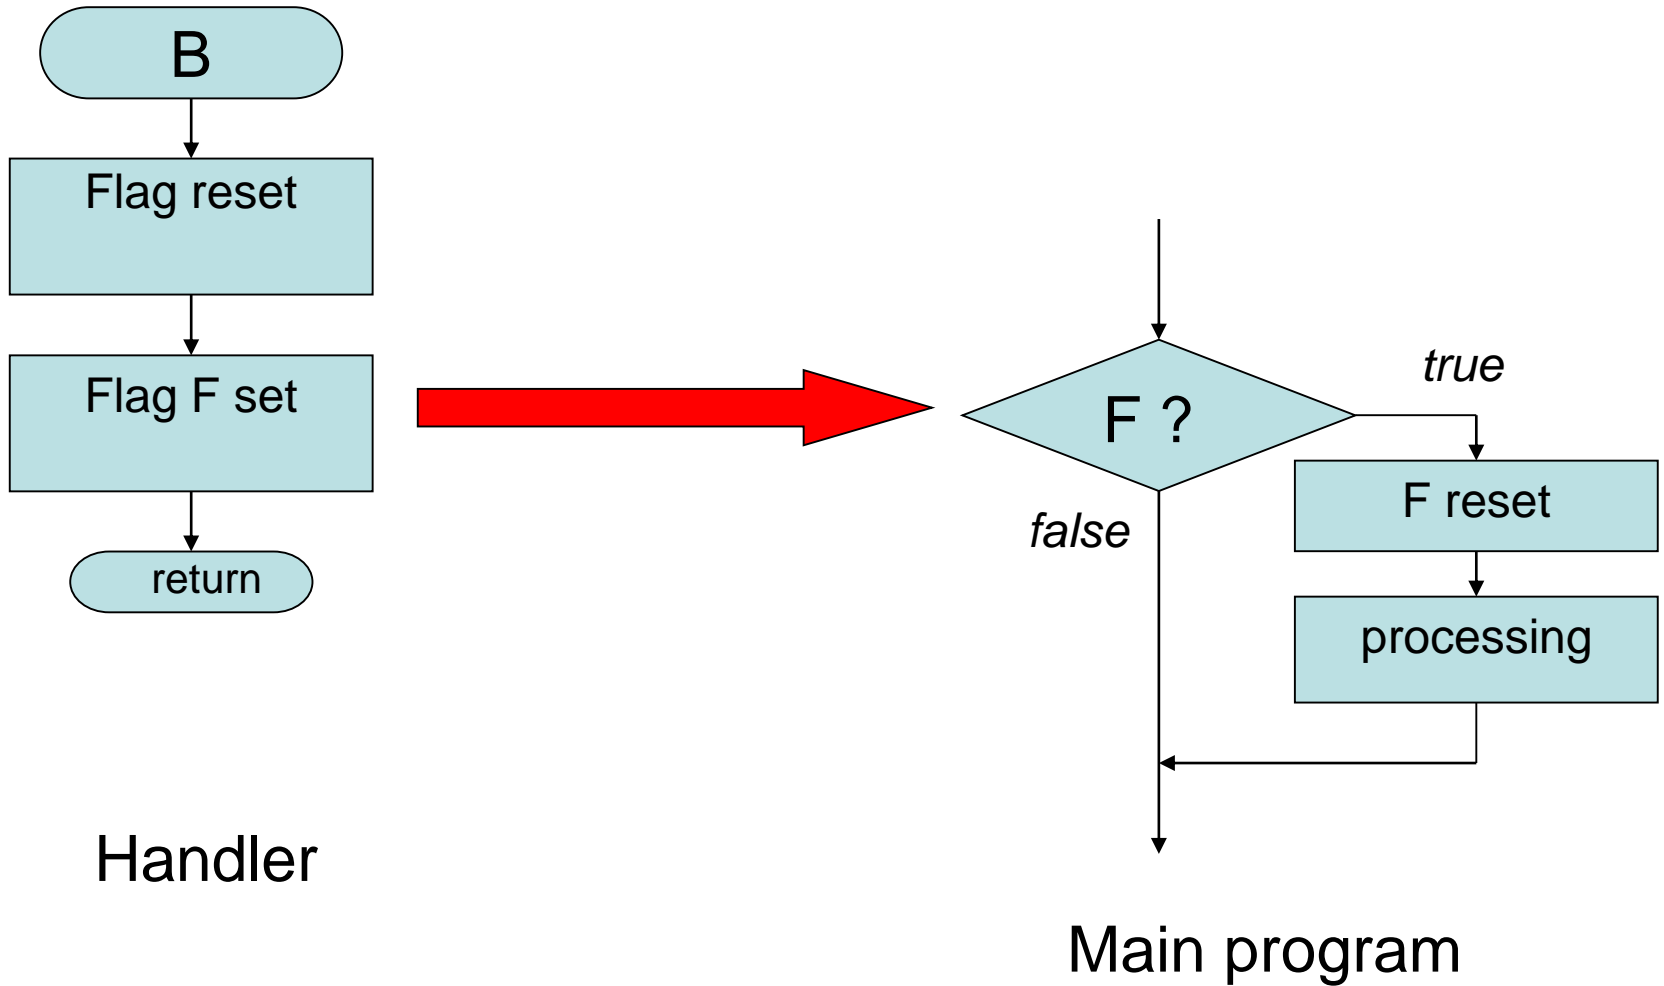 B
Flag reset
Flag F set
return
Handler
F ?
true
false
F reset
processing
Main program